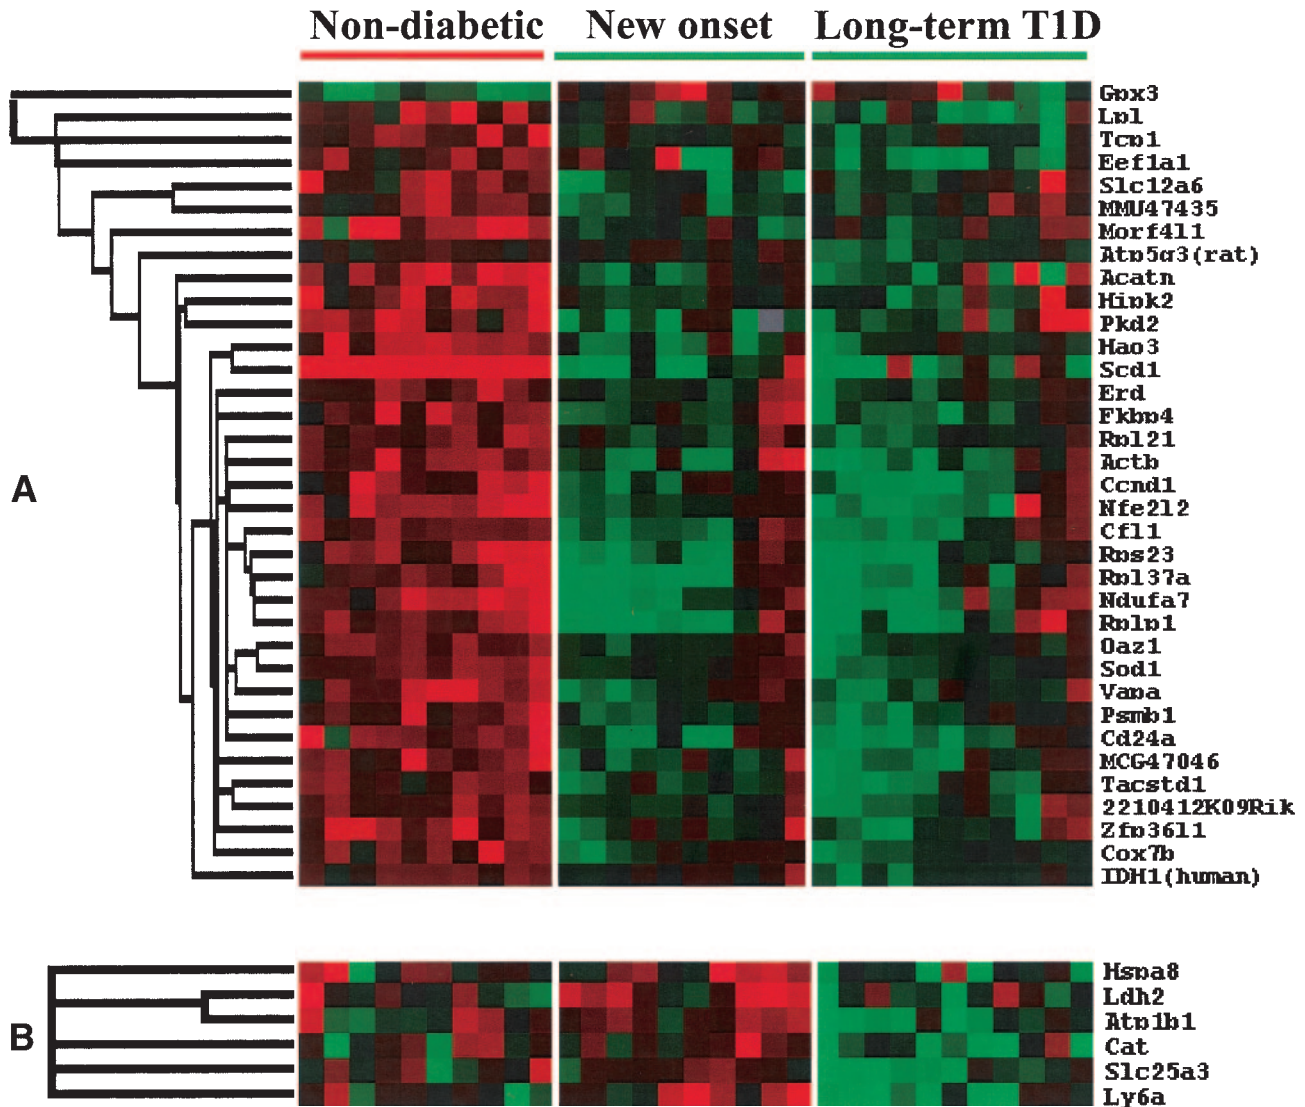 Non-diabetic New onset Long-term T1D
Gpx3
Lpl
Tcp1
Eef1a1
Slc12a6
MMU47435
Morf4l1
Atp5g3(rat)
Acatn
Hipk2
Pkd2
Hao3
Scd1
Erd
Fkbp4
Rpl21
Actb
A
Ccnd1
Nfe2l2
Cfl1
Rps23
Rpl37a
Ndufa7
Rplp1
Oaz1
Sod1
Vapa
Psmb1
Cd24a
MCG47046
Tacstd1
2210412K09Rik
Zfp36l1
Cox7b
IDH1(human)
Hspa8
Ldh2
Atp1b1
B
Cat
Slc25a3
Ly6a